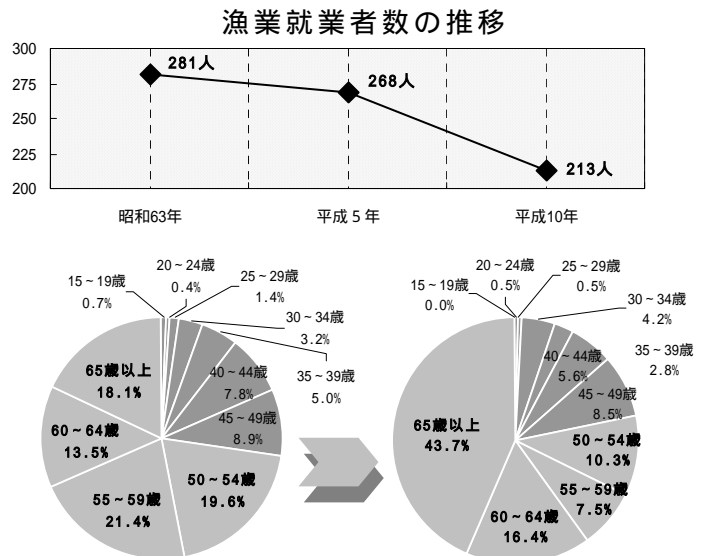 漁業就業者数の推移
300
275
250
225
200
281人
268人
213人
昭和63年
平成５年
平成10年
15～19歳
0.7%
20～24歳
0.4%
25～29歳
1.4%
30～34歳
3.2%
35～39歳
5.0%
40～44歳
7.8%
45～49歳
8.9%
50～54歳
19.6%
55～59歳
21.4%
60～64歳
13.5%
65歳以上
18.1%
15～19歳
0.0%
20～24歳
0.5%
25～29歳
0.5%
30～34歳
4.2%
35～39歳
2.8%
40～44歳
5.6%
45～49歳
8.5%
50～54歳
10.3%
55～59歳
7.5%
60～64歳
16.4%
65歳以上
43.7%